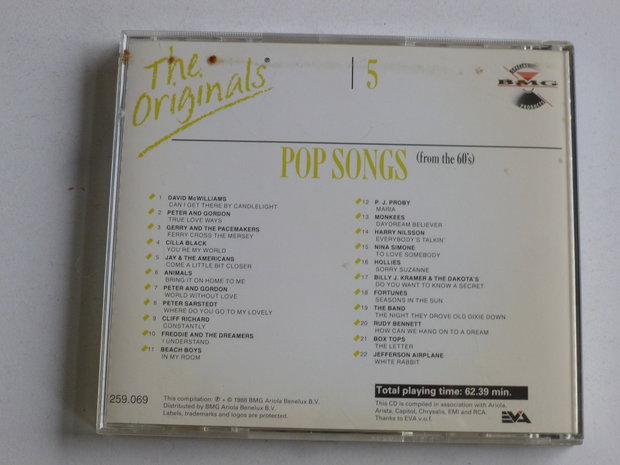 The
Originals
5
SPECIAL
BMG
PRODUCTS
POP SONGS (from the 60's)
1 DAVID McWILLIAMS
CAN I GET THERE BY CANDLELIGHT
2 PETER AND GORDON
TRUE LOVE WAYS
3 GERRY AND THE PACEMAKERS
FERRY CROSS THE MERSEY
4 CILLA BLACK
YOU'RE MY WORLD
5 JAY & THE AMERICANS
COME A LITTLE BIT CLOSER
6 ANIMALS
BRING IT ON HOME TO ME
7 PETER AND GORDON
WORLD WITHOUT LOVE
8 PETER SARSTEDT
WHERE DO YOU GO TO MY LOVELY
9 CLIFF RICHARD
CONSTANTLY
10 FREDDIE AND THE DREAMERS
I UNDERSTAND
11 BEACH BOYS
IN MY ROOM
12 P. J. PROBY
MARIA
13 MONKEES
DAYDREAM BELIEVER
14 HARRY NILSSON
EVERYBODY'S TALKIN'
15 NINA SIMONE
TO LOVE SOMEBODY
16 HOLLIES
SORRY SUZANNE
17 BILLY J. KRAMER & THE DAKOTA'S
DO YOU WANT TO KNOW A SECRET
18 FORTUNES
SEASONS IN THE SUN
19 THE BAND
THE NIGHT THEY DROVE OLD DIXIE DOWN
20 RUDY BENNETT
HOW CAN WE HANG ON TO A DREAM
21 BOX TOPS
THE LETTER
22 JEFFERSON AIRPLANE
WHITE RABBIT
259.069
This compilation: ℗ + © 1988 BMG Ariola Benelux B.V.
Distributed by BMG Ariola Benelux B.V.
Labels, trademarks and logos are protected.
Total playing time: 62.39 min.
This CD is compiled in association with Ariola,
Arista, Capitol, Chrysalis, EMI and RCA.
Thanks to EVA v.o.f.
EVA